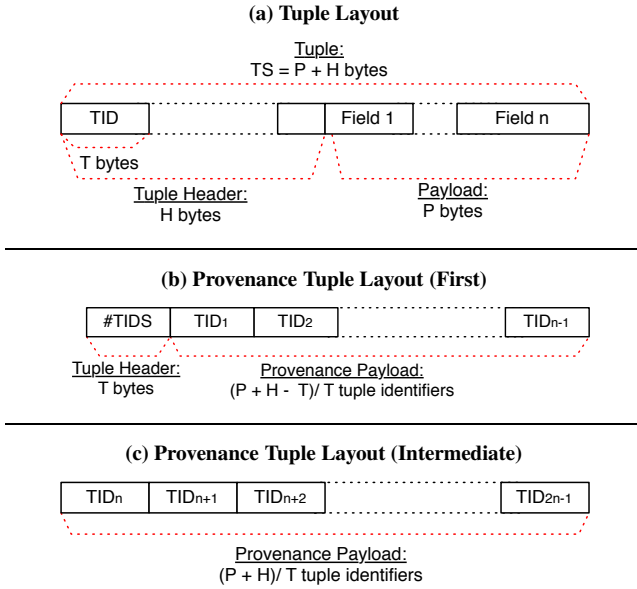 (a) Tuple Layout
Tuple:
TS = P + H bytes
TID Field 1 Field n
T bytes
Tuple Header:
H bytes
Payload:
P bytes
(b) Provenance Tuple Layout (First)
#TIDS TID1 TID2 TIDn-1
Tuple Header:
T bytes
Provenance Payload:
(P + H - T)/ T tuple identifiers
(c) Provenance Tuple Layout (Intermediate)
TIDn TIDn+1 TIDn+2 TID2n-1
Provenance Payload:
(P + H)/ T tuple identifiers